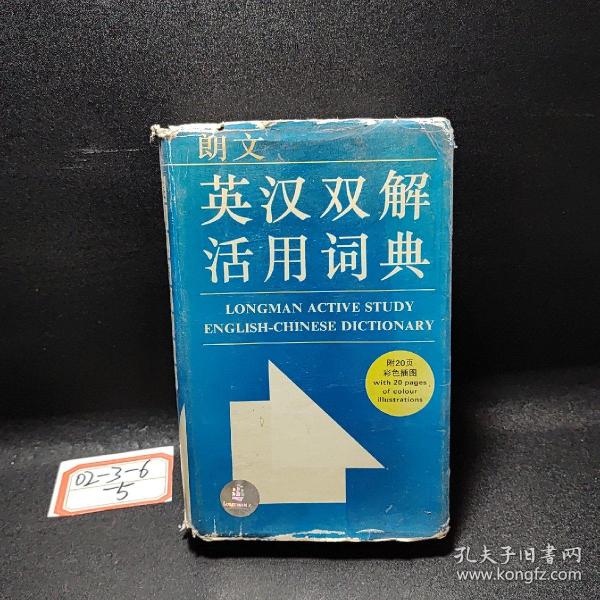 朗文
英汉双解
活用词典
LONGMAN ACTIVE STUDY
ENGLISH-CHINESE DICTIONARY
附20页
彩色插图
with 20 pages
of colour
illustrations
LONGMAN
02-3-6
5
孔夫子旧书网
www.kongfz.com